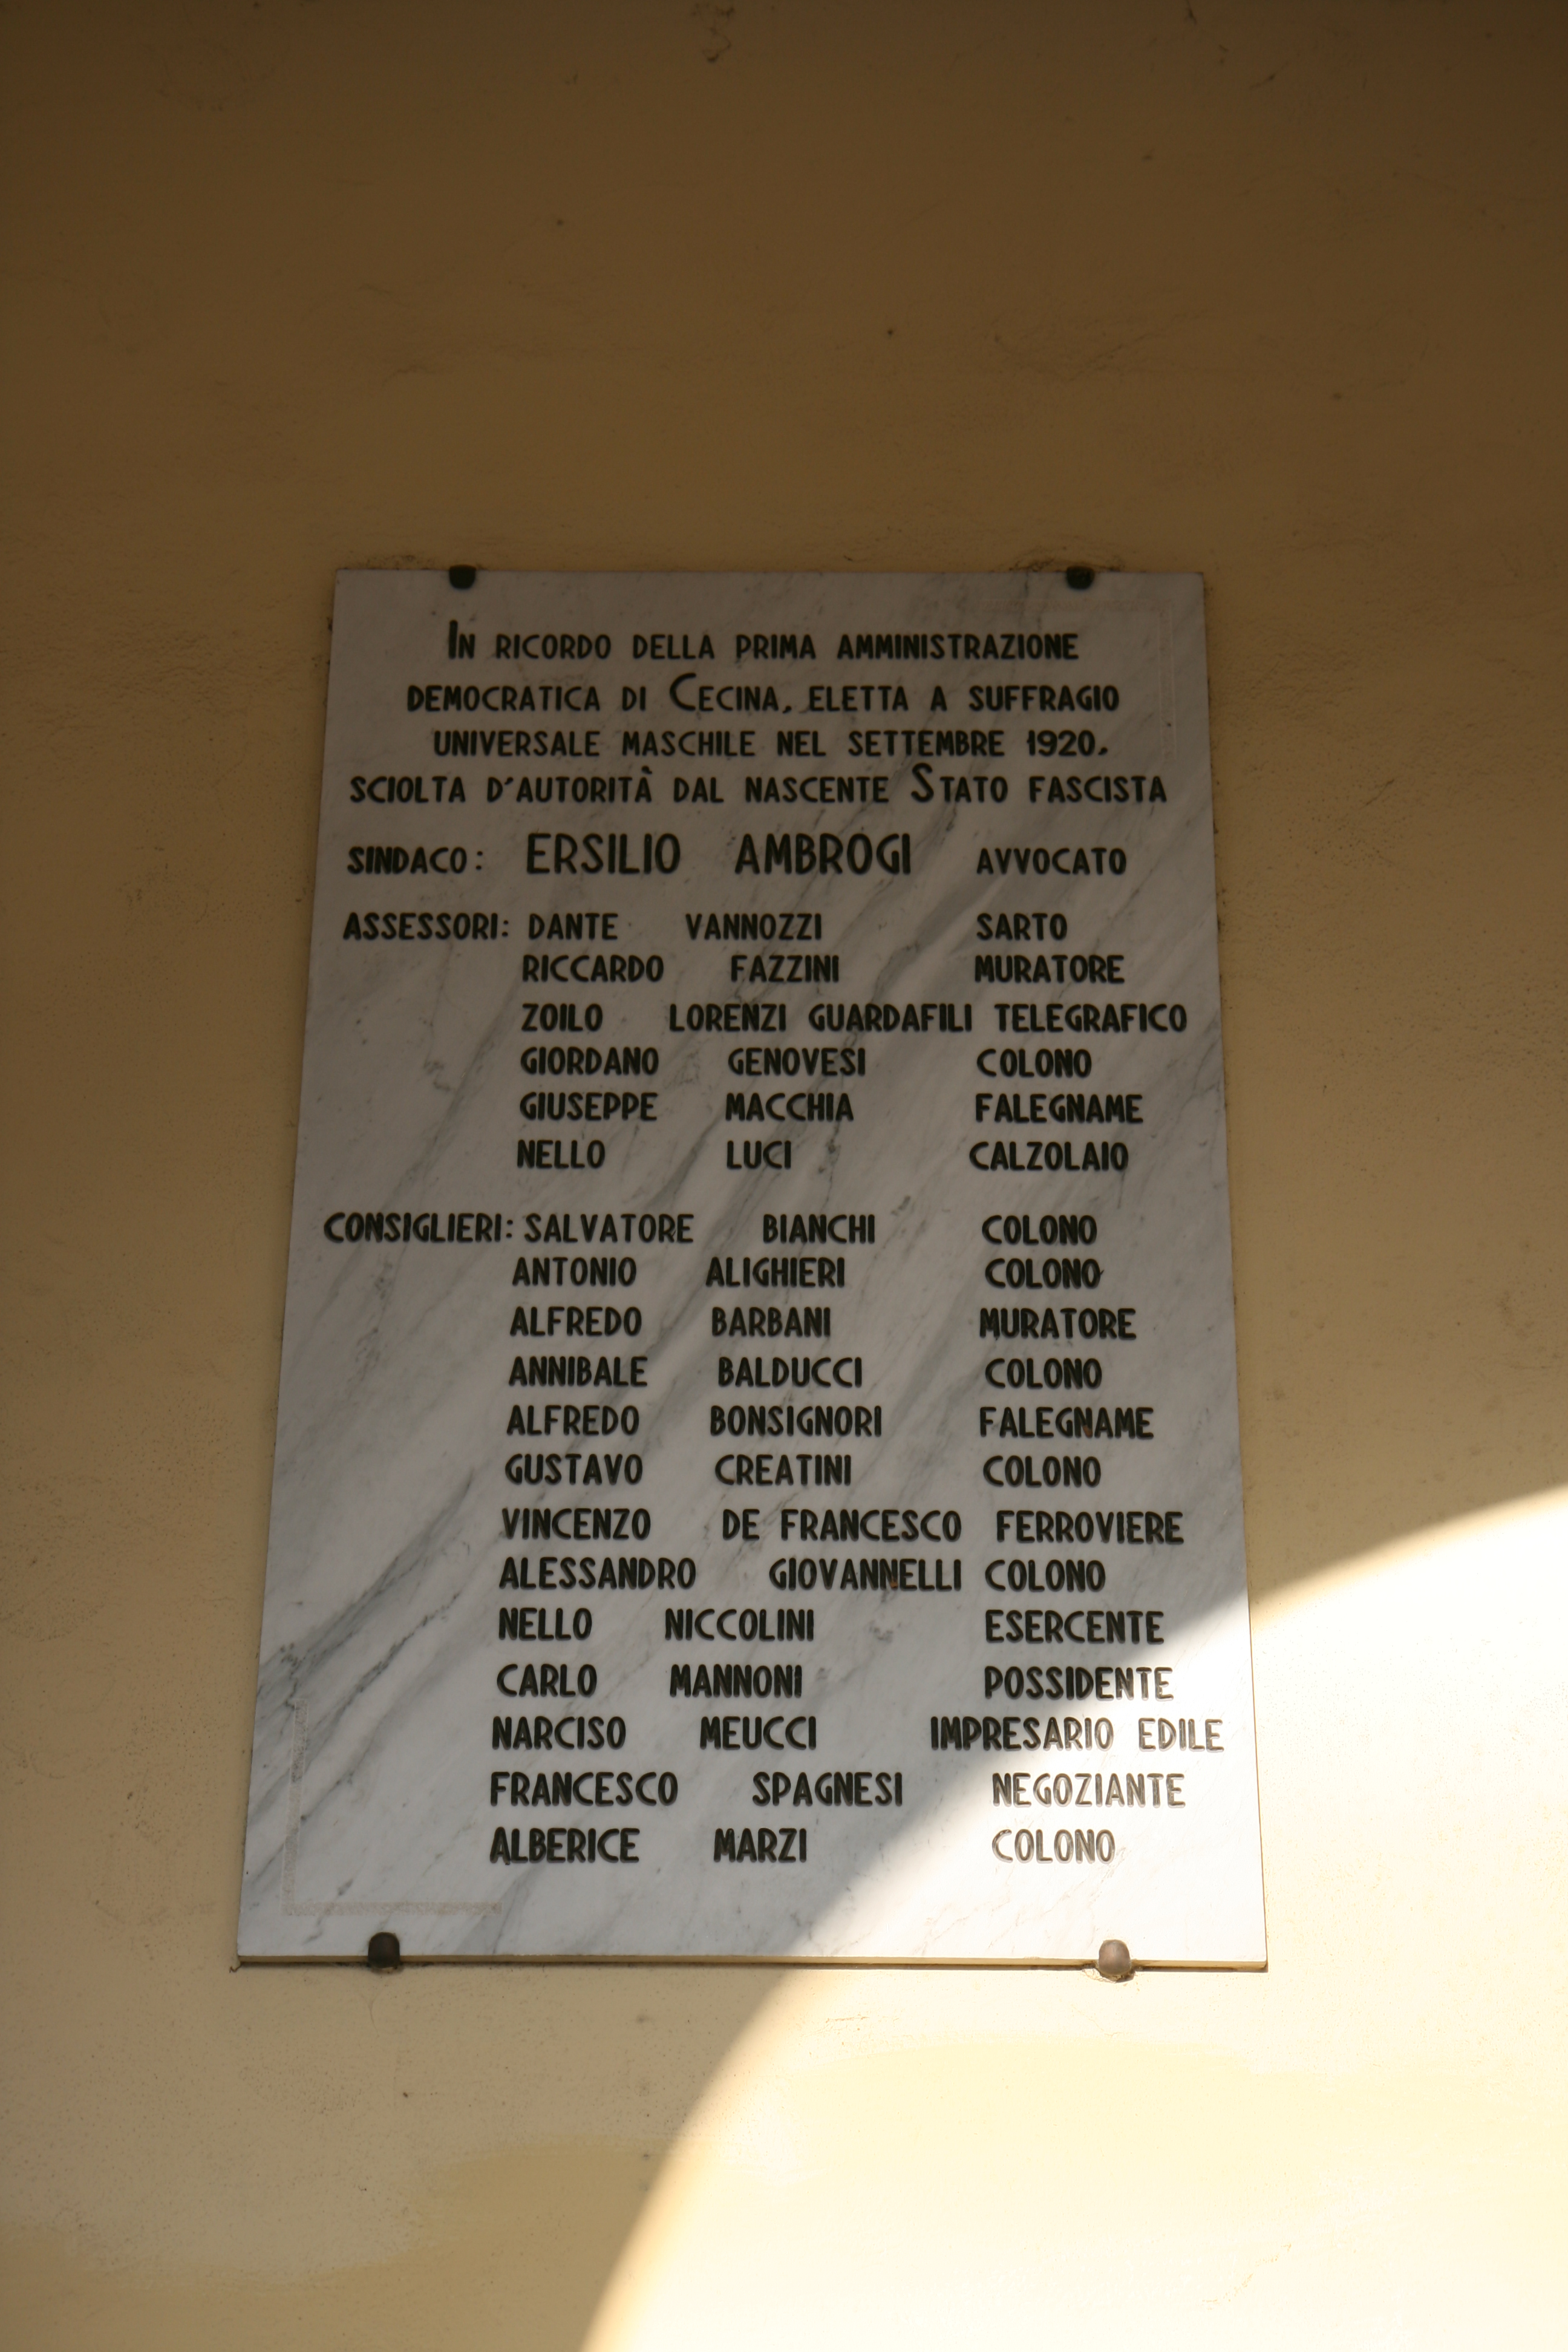 In ricordo della prima amministrazione
democratica di Cecina, eletta a suffragio
universale maschile nel settembre 1920.
sciolta d'autorità dal nascente Stato fascista
SINDACO: ERSILIO AMBROGI AVVOCATO
ASSESSORI: DANTE VANNOZZI SARTO
RICCARDO FAZZINI MURATORE
ZOILO LORENZI GUARDAFILI TELEGRAFICO
GIORDANO GENOVESI COLONO
GIUSEPPE MACCHIA FALEGNAME
NELLO LUCI CALZOLAIO
CONSIGLIERI: SALVATORE BIANCHI COLONO
ANTONIO ALIGHIERI COLONO
ALFREDO BARBANI MURATORE
ANNIBALE BALDUCCI COLONO
ALFREDO BONSIGNORI FALEGNAME
GUSTAVO CREATINI COLONO
VINCENZO DE FRANCESCO FERROVIERE
ALESSANDRO GIOVANNELLI COLONO
NELLO NICCOLINI ESERCENTE
CARLO MANNONI POSSIDENTE
NARCISO MEUCCI IMPRESARIO EDILE
FRANCESCO SPAGNESI NEGOZIANTE
ALBERICE MARZI COLONO